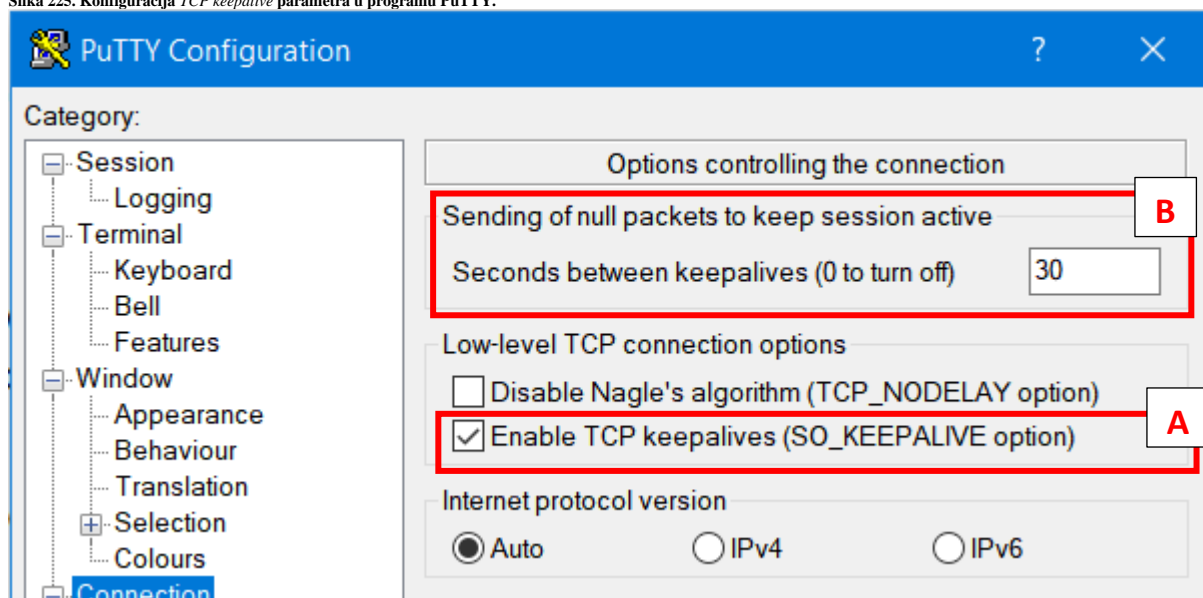 Slika 225. Konfiguracija TCP keepalive parametra u programu PuTTY.
PuTTY Configuration
?
Category:
Session
Logging
Terminal
Keyboard
Bell
Features
Window
Appearance
Behaviour
Translation
Selection
Colours
Connection
Options controlling the connection
B
Sending of null packets to keep session active
Seconds between keepalives (0 to turn off) 30
Low-level TCP connection options
Disable Nagle's algorithm (TCP_NODELAY option)
Enable TCP keepalives (SO_KEEPALIVE option) A
Internet protocol version
Auto IPv4 IPv6